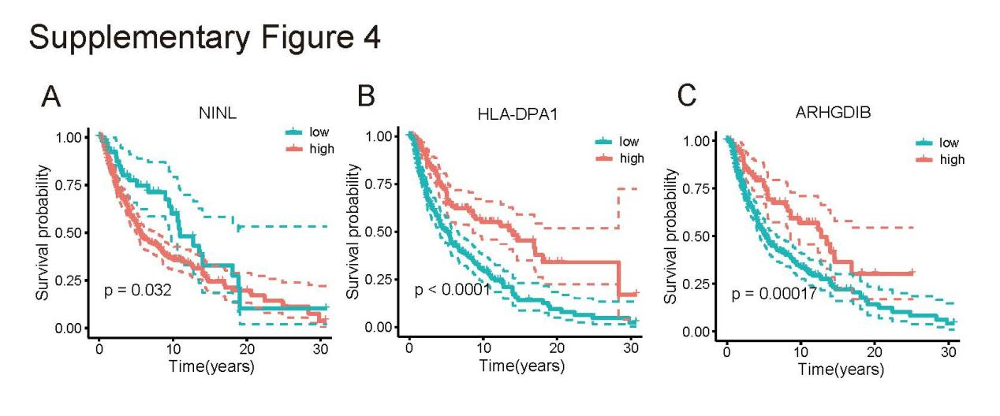 Supplementary Figure 4
A
NINL
low
high
Survival probability
1.00
0.75
0.50
0.25
0.00
p = 0.032
0 10 20 30
Time(years)
B
HLA-DPA1
low
high
Survival probability
1.00
0.75
0.50
0.25
0.00
p < 0.0001
0 10 20 30
Time(years)
C
ARHGDIB
low
high
Survival probability
1.00
0.75
0.50
0.25
0.00
p = 0.00017
0 10 20 30
Time(years)